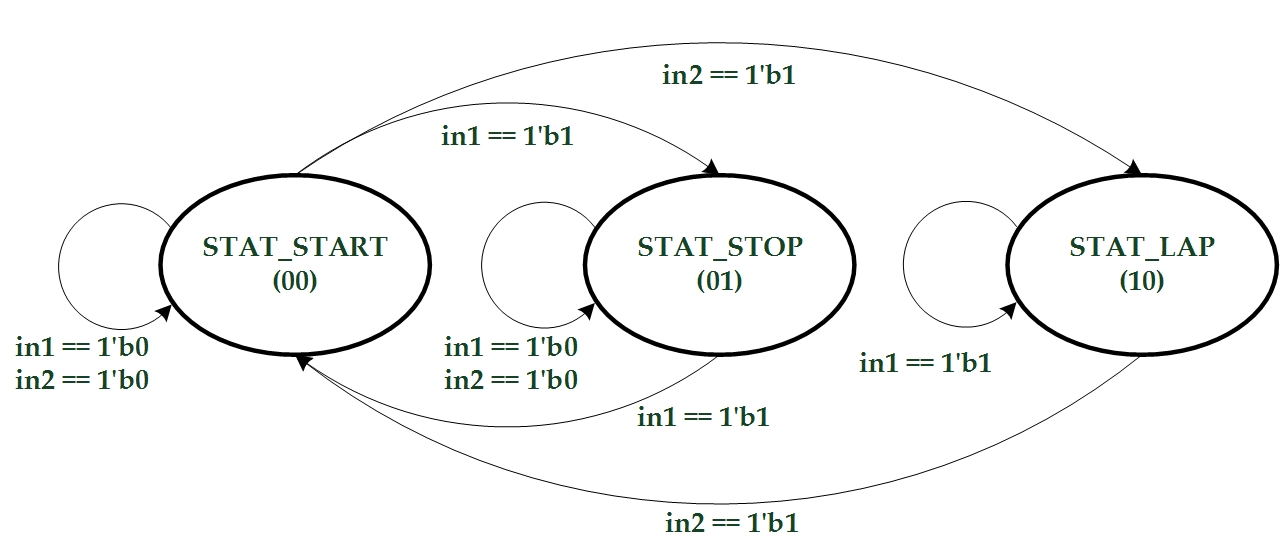 in2 == 1'b1
in1 == 1'b1
STAT_START
(00)
STAT_STOP
(01)
STAT_LAP
(10)
in1 == 1'b0
in2 == 1'b0
in1 == 1'b0
in2 == 1'b0
in1 == 1'b1
in1 == 1'b1
in2 == 1'b1